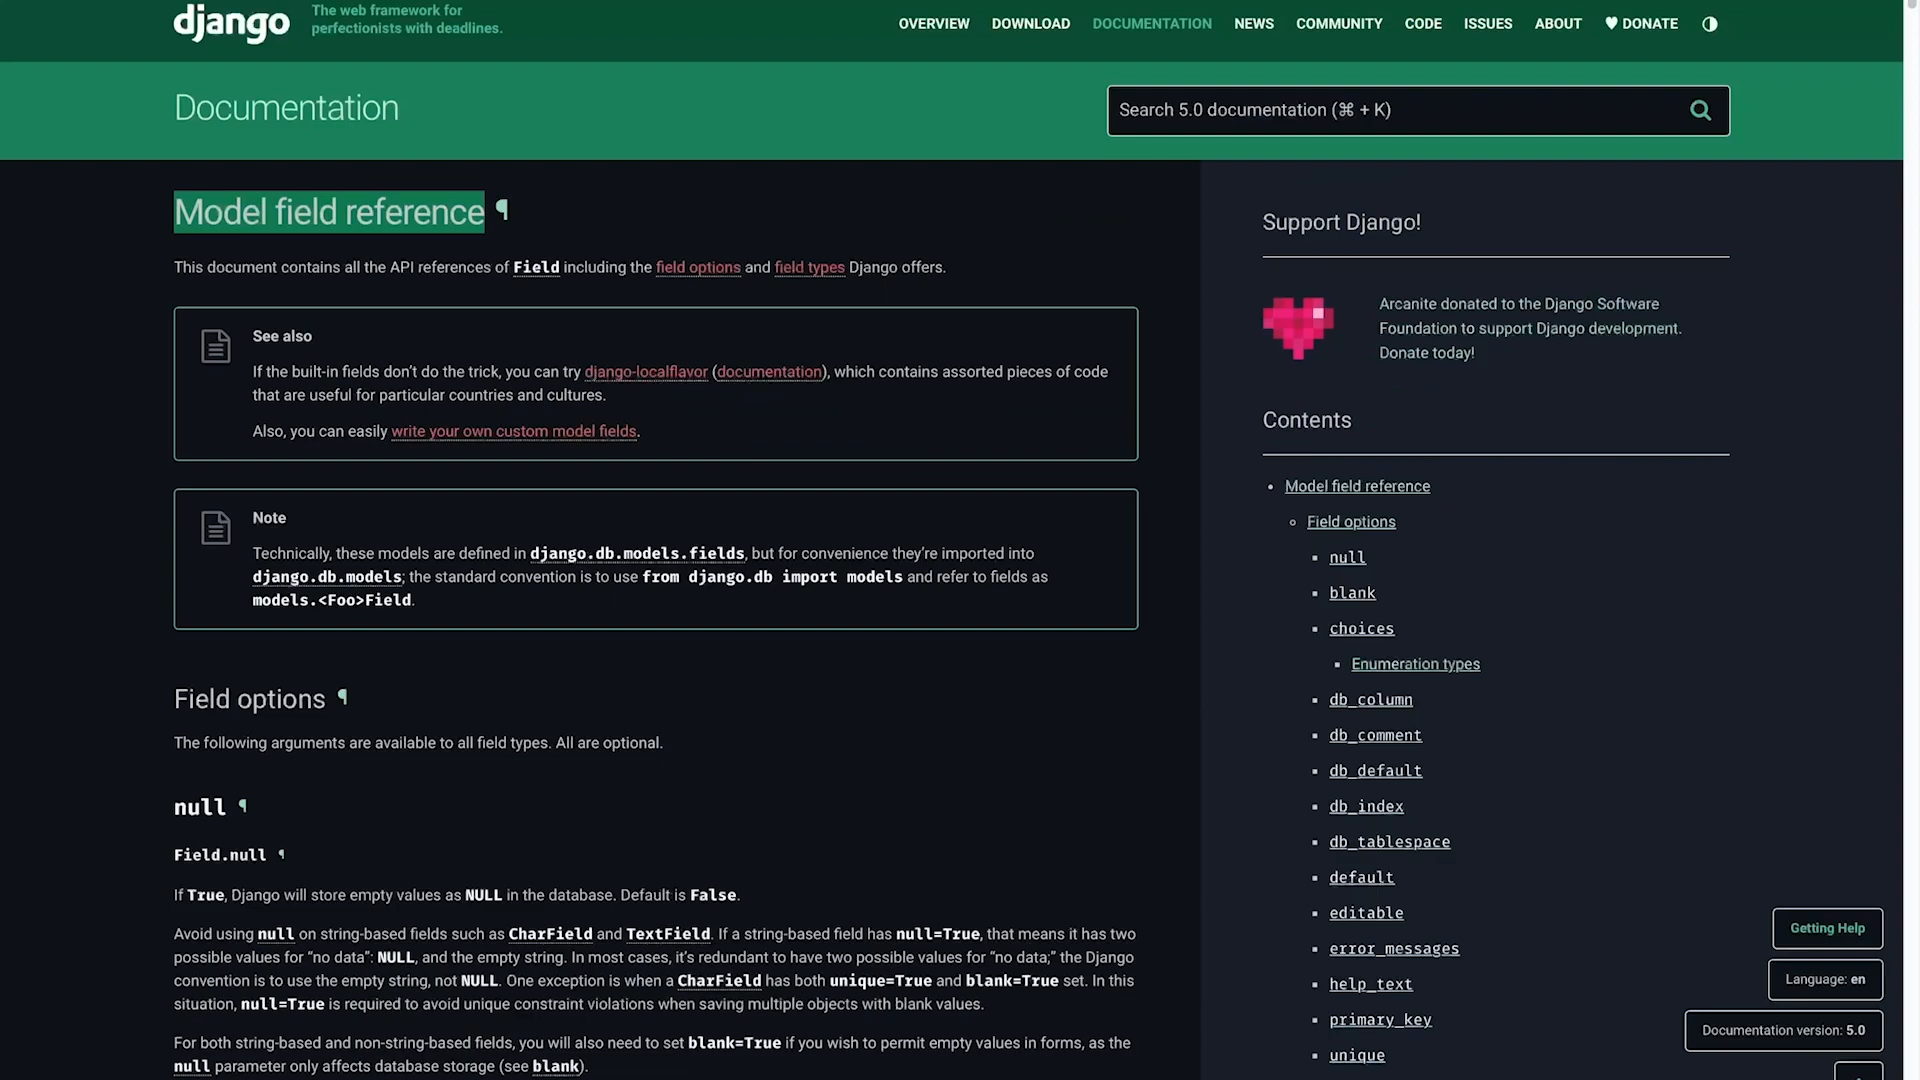 django
The web framework for
perfectionists with deadlines.
OVERVIEW DOWNLOAD DOCUMENTATION NEWS COMMUNITY CODE ISSUES ABOUT ♥ DONATE
Documentation
Search 5.0 documentation (⌘ + K)
Model field reference ¶
This document contains all the API references of Field including the field options and field types Django offers.
See also
If the built-in fields don’t do the trick, you can try django-localflavor (documentation), which contains assorted pieces of code
that are useful for particular countries and cultures.
Also, you can easily write your own custom model fields.
Note
Technically, these models are defined in django.db.models.fields, but for convenience they’re imported into
django.db.models; the standard convention is to use from django.db import models and refer to fields as
models.<Foo>Field.
Field options ¶
The following arguments are available to all field types. All are optional.
null ¶
Field.null ¶
If True, Django will store empty values as NULL in the database. Default is False.
Avoid using null on string-based fields such as CharField and TextField. If a string-based field has null=True, that means it has two
possible values for “no data”: NULL, and the empty string. In most cases, it’s redundant to have two possible values for “no data;” the Django
convention is to use the empty string, not NULL. One exception is when a CharField has both unique=True and blank=True set. In this
situation, null=True is required to avoid unique constraint violations when saving multiple objects with blank values.
For both string-based and non-string-based fields, you will also need to set blank=True if you wish to permit empty values in forms, as the
null parameter only affects database storage (see blank).
Support Django!
Arcanite donated to the Django Software
Foundation to support Django development.
Donate today!
Contents
Model field reference
Field options
null
blank
choices
Enumeration types
db_column
db_comment
db_default
db_index
db_tablespace
default
editable
error_messages
help_text
primary_key
unique
Getting Help
Language: en
Documentation version: 5.0